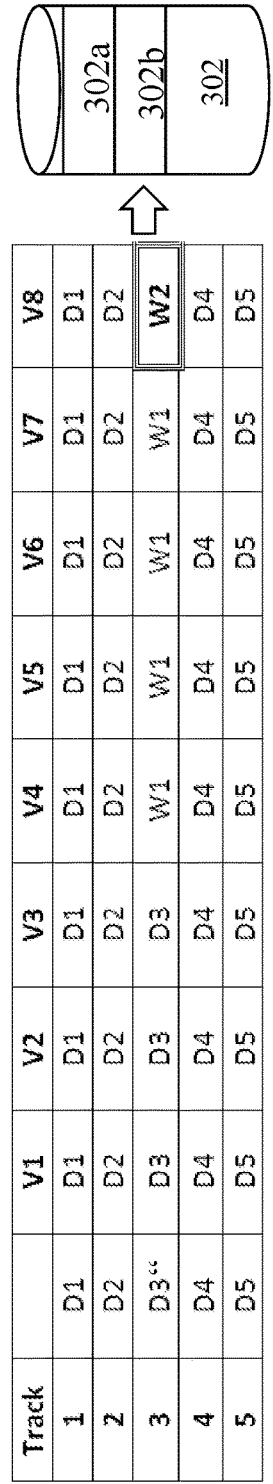 Track V1 V2 V3 V4 V5 V6 V7 V8
1 D1 D1 D1 D1 D1 D1 D1 D1 D1
2 D2 D2 D2 D2 D2 D2 D2 D2 D2
3 D3“ D3 D3 D3 W1 W1 W1 W1 W2
4 D4 D4 D4 D4 D4 D4 D4 D4 D4
5 D5 D5 D5 D5 D5 D5 D5 D5 D5
302a
302b
302